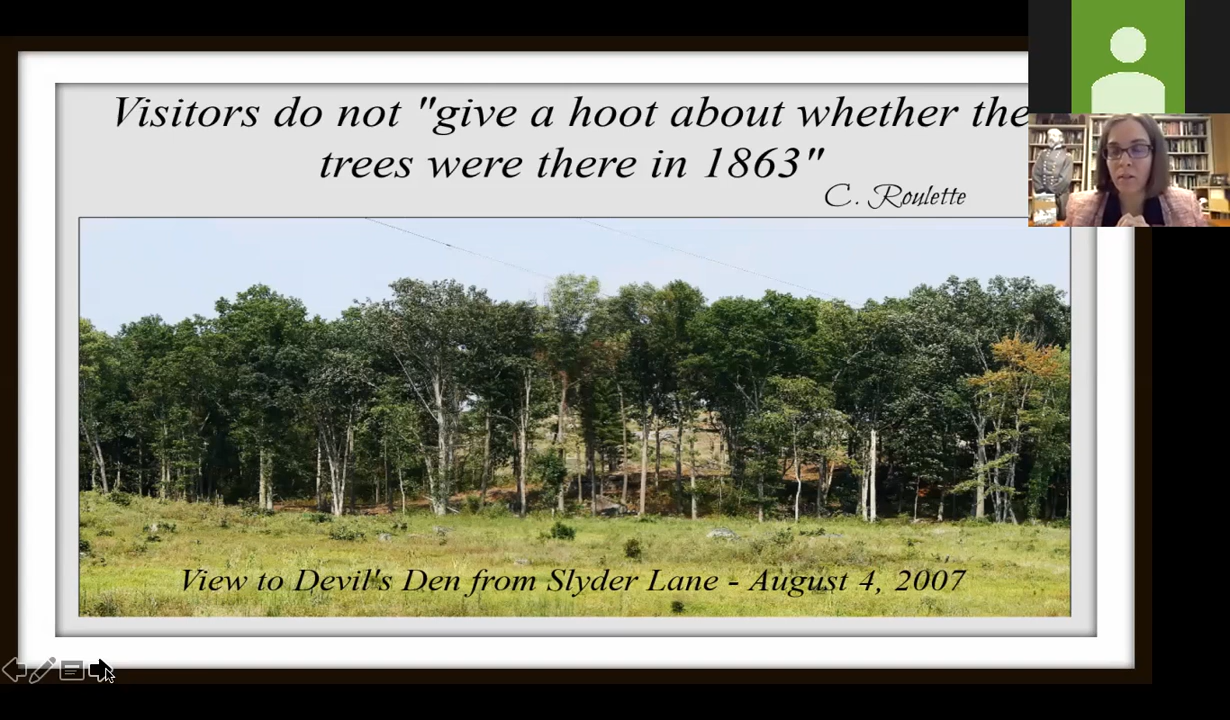 Visitors do not "give a hoot about whether the
trees were there in 1863"
C. Roulette
View to Devil's Den from Slyder Lane - August 4, 2007